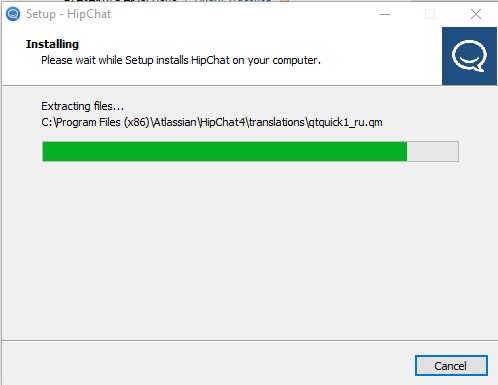 Setup - HipChat
Installing
Please wait while Setup installs HipChat on your computer.
Extracting files...
C:\Program Files (x86)\Atlassian\HipChat4\translations\qtquick1_ru.qm
Cancel